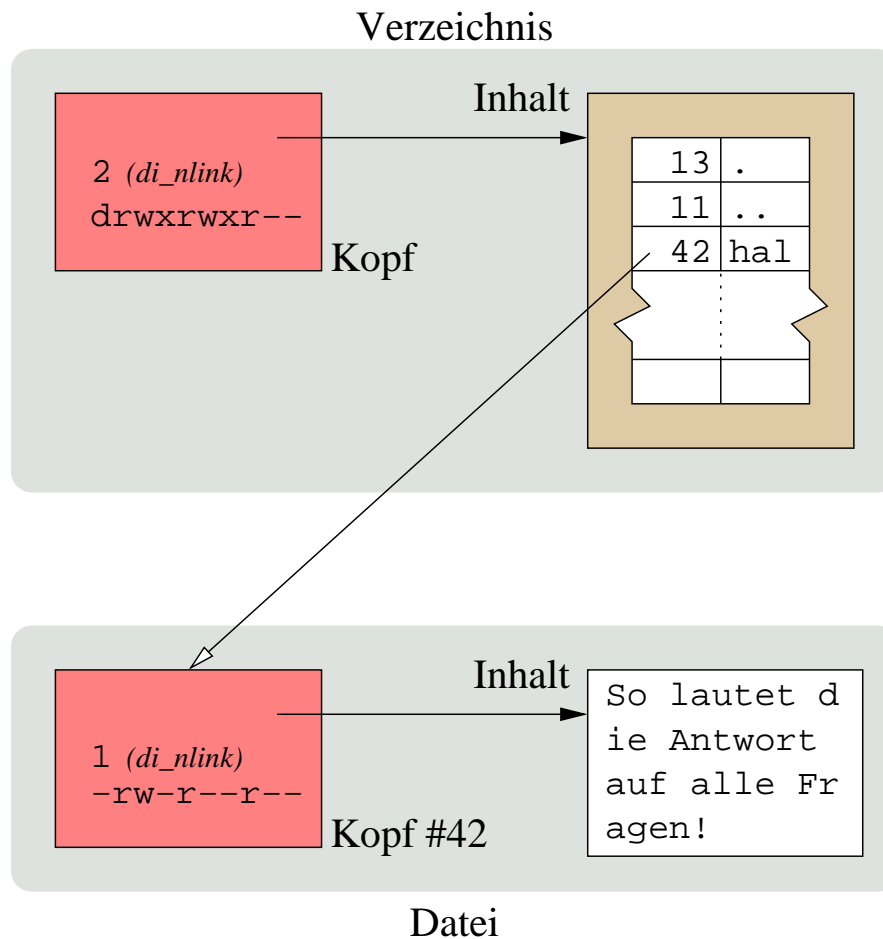 Verzeichnis
Inhalt
2 (di_nlink)
drwxrwxr--
Kopf
13 .
11 ..
42 hal
Inhalt
1 (di_nlink)
-rw-r--r--
Kopf #42
So lautet d
ie Antwort
auf alle Fr
agen!
Datei